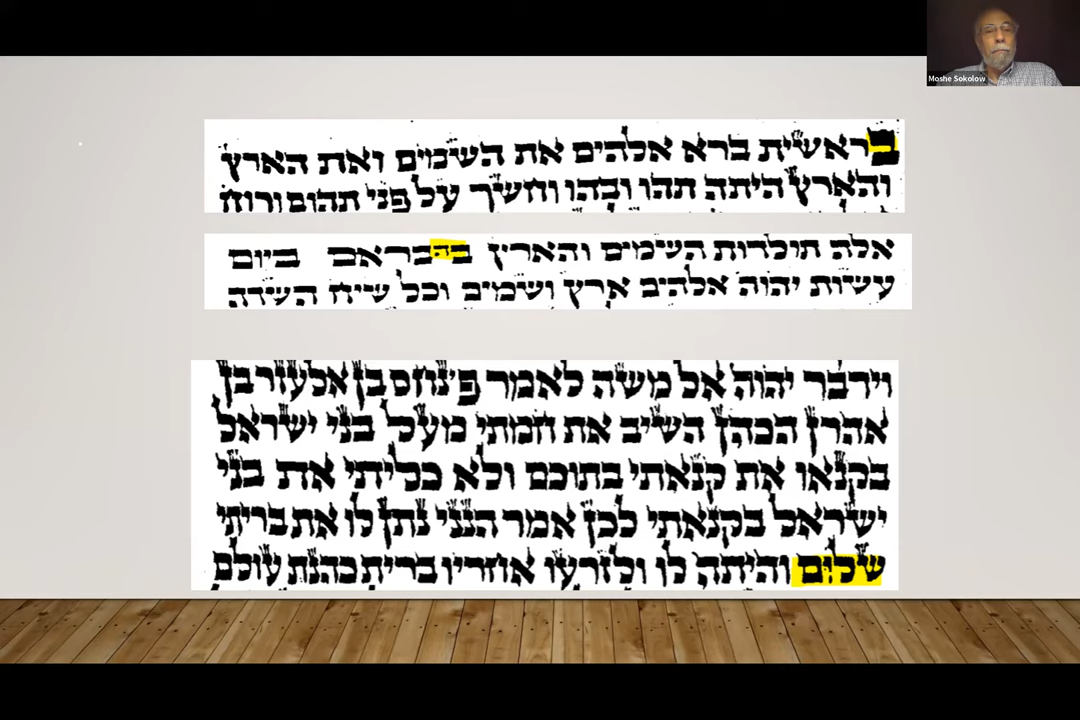 Moshe Sokolow
בראשית ברא אלהים את השמים ואת הארץ
והארץ היתה תהו ובהו וחשך על פני תהום ורוח
אלה תולדות השמים והארץ בהבראם ביום
עשות יהוה אלהים ארץ ושמים וכל שיח השדה
וידבר יהוה אל משה לאמר פינחס בן אלעזר בן
אהרן הכהן השיב את חמתי מעל בני ישראל
בקנאו את קנאתי בתוכם ולא כליתי את בני
ישראל בקנאתי לכן אמר הנני נתן לו את בריתי
שלום והיתה לו ולזרעו אחריו ברית כהנת עולם